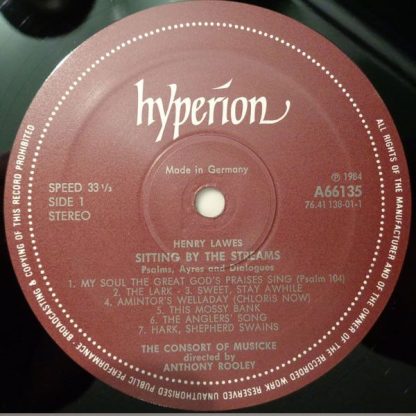 hyperion
Made in Germany
SPEED 33 1/3
SIDE 1
STEREO
℗ 1984
A66135
76.41 138-01-1
HENRY LAWES
SITTING BY THE STREAMS
Psalms, Ayres and Dialogues
1. MY SOUL THE GREAT GOD'S PRAISES SING (Psalm 104)
2. THE LARK - 3. SWEET, STAY AWHILE
4. AMINTOR'S WELLADAY (CHLORIS NOW)
5. THIS MOSSY BANK
6. THE ANGLERS' SONG
7. HARK, SHEPHERD SWAINS
THE CONSORT OF MUSICKE
directed by
ANTHONY ROOLEY
ALL RIGHTS OF THE MANUFACTURER AND OF THE OWNER OF THE RECORDED WORK RESERVED UNAUTHORISED PUBLIC PERFORMANCE · BROADCASTING & COPYING OF THIS RECORD PROHIBITED